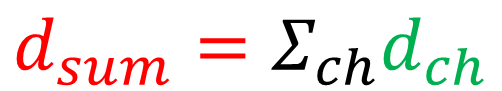 d_sum = Σ_ch d_ch